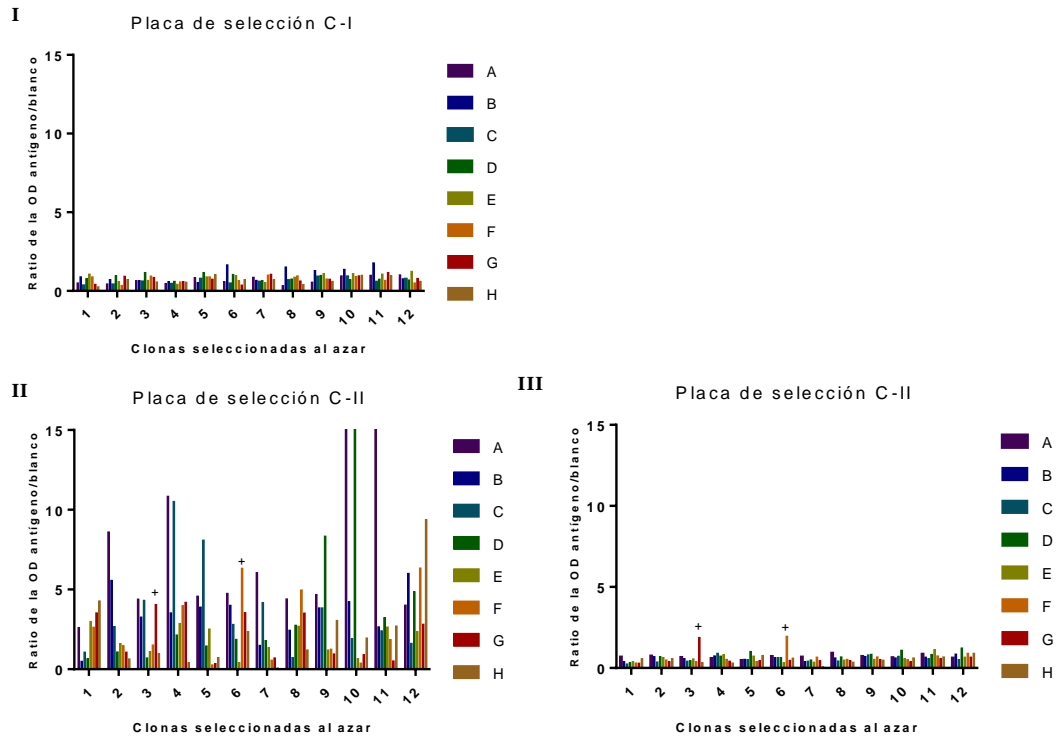 I
Placa de selección C-I
Ratio de la OD antígeno/blanco
15
10
5
0
1 2 3 4 5 6 7 8 9 10 11 12
Clonas seleccionadas al azar
A
B
C
D
E
F
G
H
II
Placa de selección C-II
Ratio de la OD antígeno/blanco
15
10
5
0
+
+
1 2 3 4 5 6 7 8 9 10 11 12
Clonas seleccionadas al azar
A
B
C
D
E
F
G
H
III
Placa de selección C-II
Ratio de la OD antígeno/blanco
15
10
5
0
+
+
1 2 3 4 5 6 7 8 9 10 11 12
Clonas seleccionadas al azar
A
B
C
D
E
F
G
H